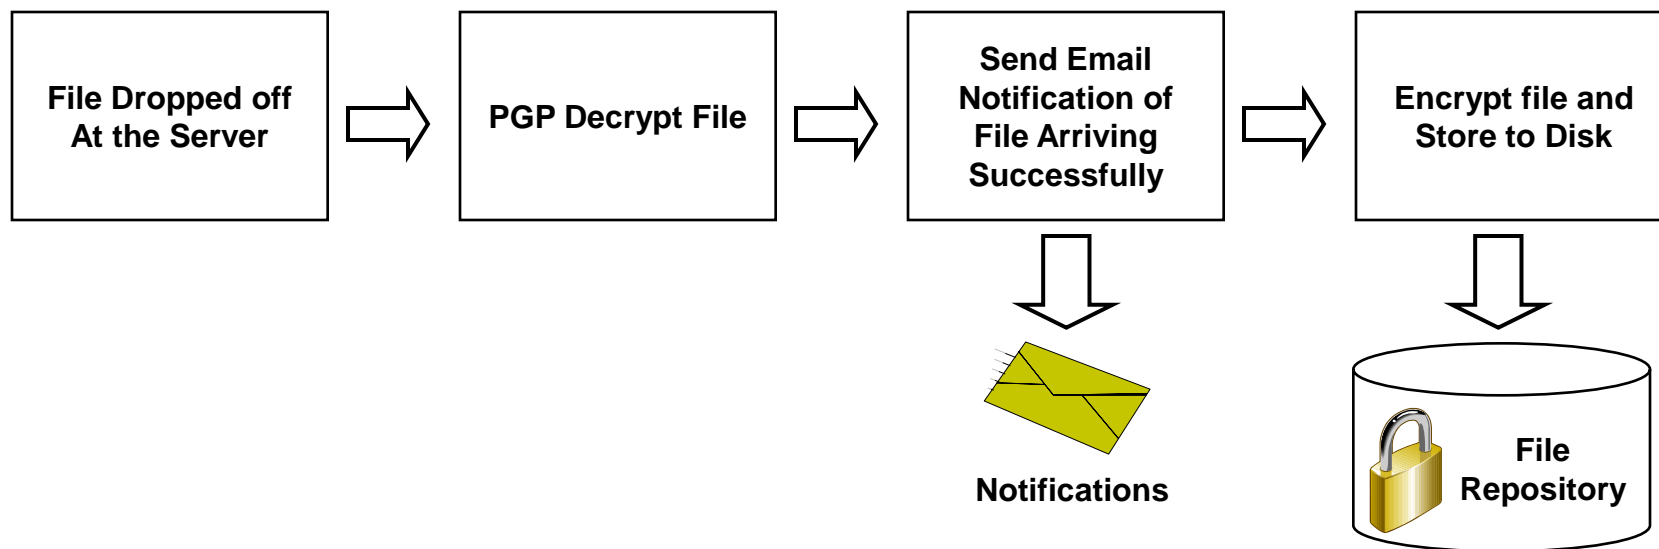 File Dropped off
At the Server
PGP Decrypt File
Send Email
Notification of
File Arriving
Successfully
Encrypt file and
Store to Disk
Notifications
File
Repository